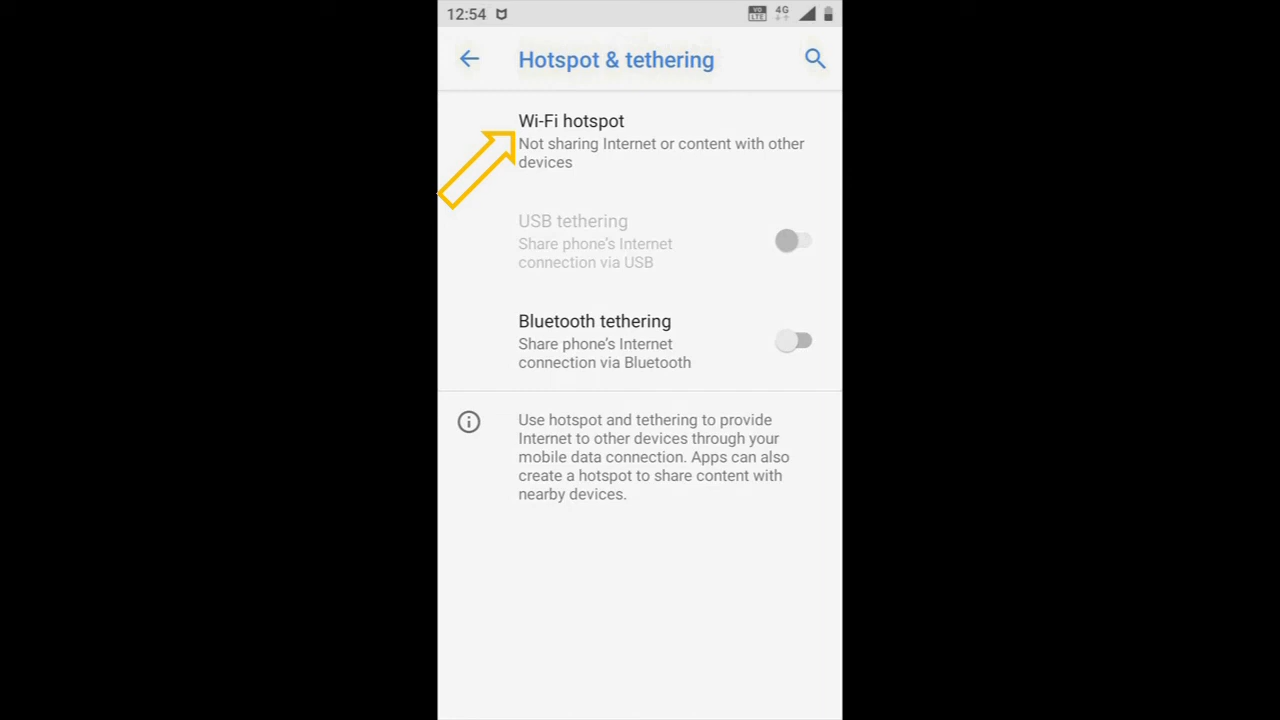 12:54
VO
LTE
4G
Hotspot & tethering
Wi-Fi hotspot
Not sharing Internet or content with other
devices
USB tethering
Share phone's Internet
connection via USB
Bluetooth tethering
Share phone's Internet
connection via Bluetooth
Use hotspot and tethering to provide
Internet to other devices through your
mobile data connection. Apps can also
create a hotspot to share content with
nearby devices.